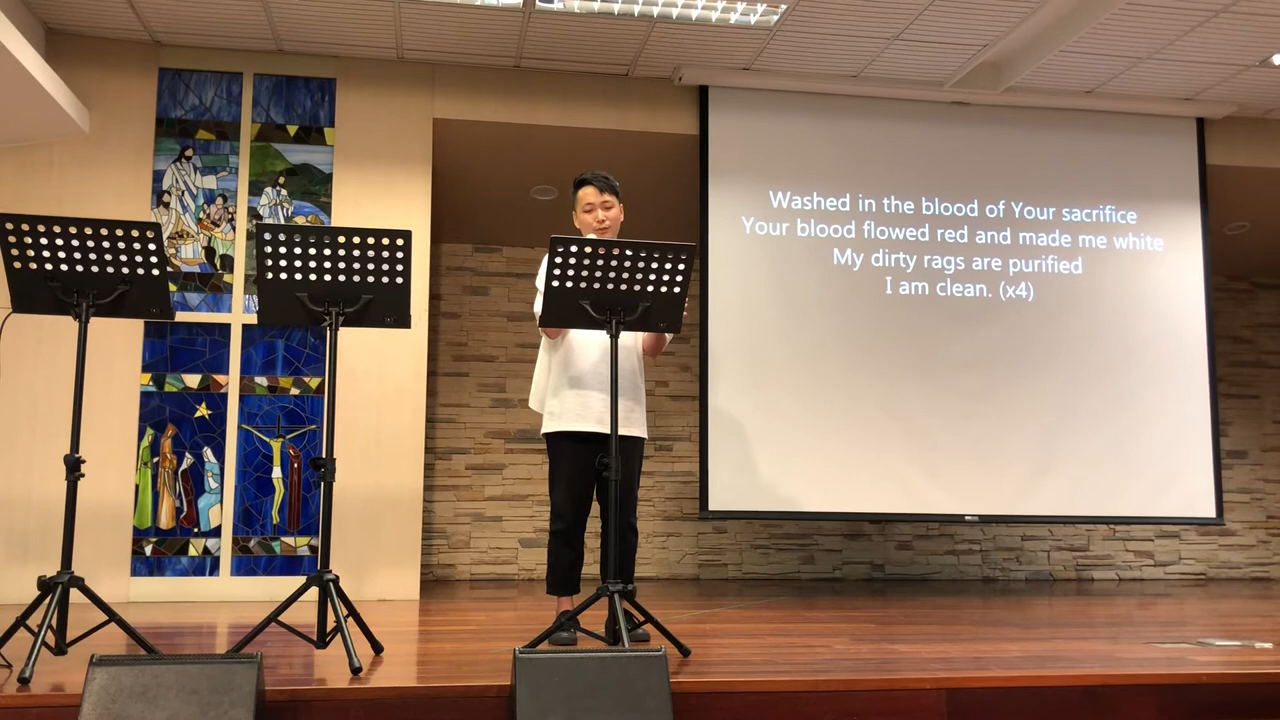 Washed in the blood of Your sacrifice
Your blood flowed red and made me white
My dirty rags are purified
I am clean. (x4)